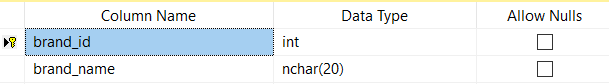 Column Name Data Type Allow Nulls
brand_id int
brand_name nchar(20)